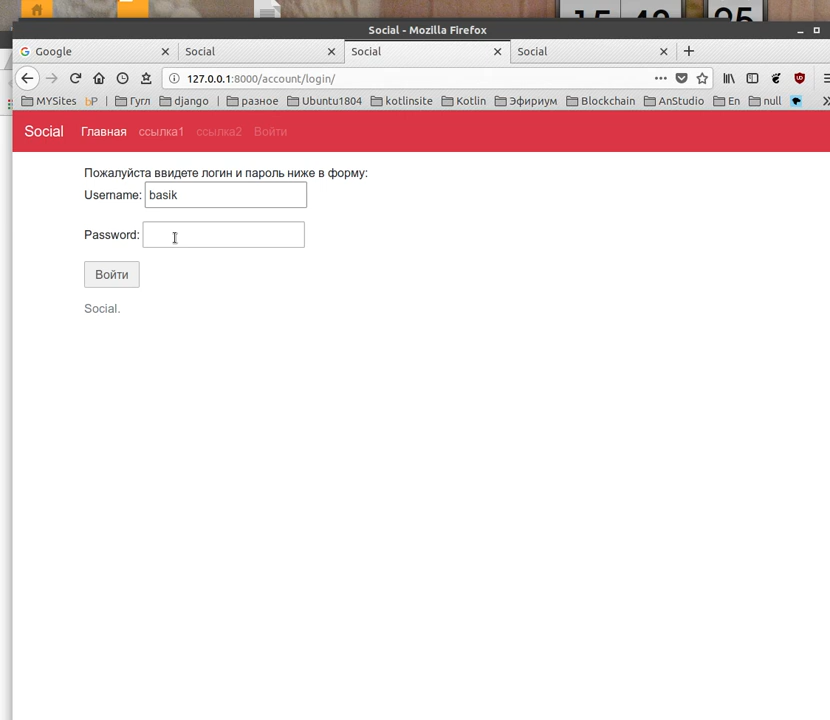 Social - Mozilla Firefox
Google Social Social Social
127.0.0.1:8000/account/login/
MYSites bP Гугл django разное Ubuntu1804 kotlinsite Kotlin Эфириум Blockchain AnStudio En null
Social Главная ссылка1 ссылка2 Войти
Пожалуйста ввидете логин и пароль ниже в форму:
Username: basik
Password:
Войти
Social.